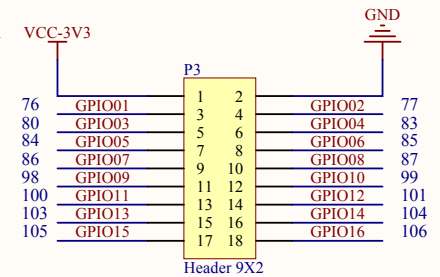 GND
VCC-3V3
P3
1 2
76 GPIO01 3 4 GPIO02 77
80 GPIO03 5 6 GPIO04 83
84 GPIO05 7 8 GPIO06 85
86 GPIO07 9 10 GPIO08 87
98 GPIO09 11 12 GPIO10 99
100 GPIO11 13 14 GPIO12 101
103 GPIO13 15 16 GPIO14 104
105 GPIO15 17 18 GPIO16 106
Header 9X2